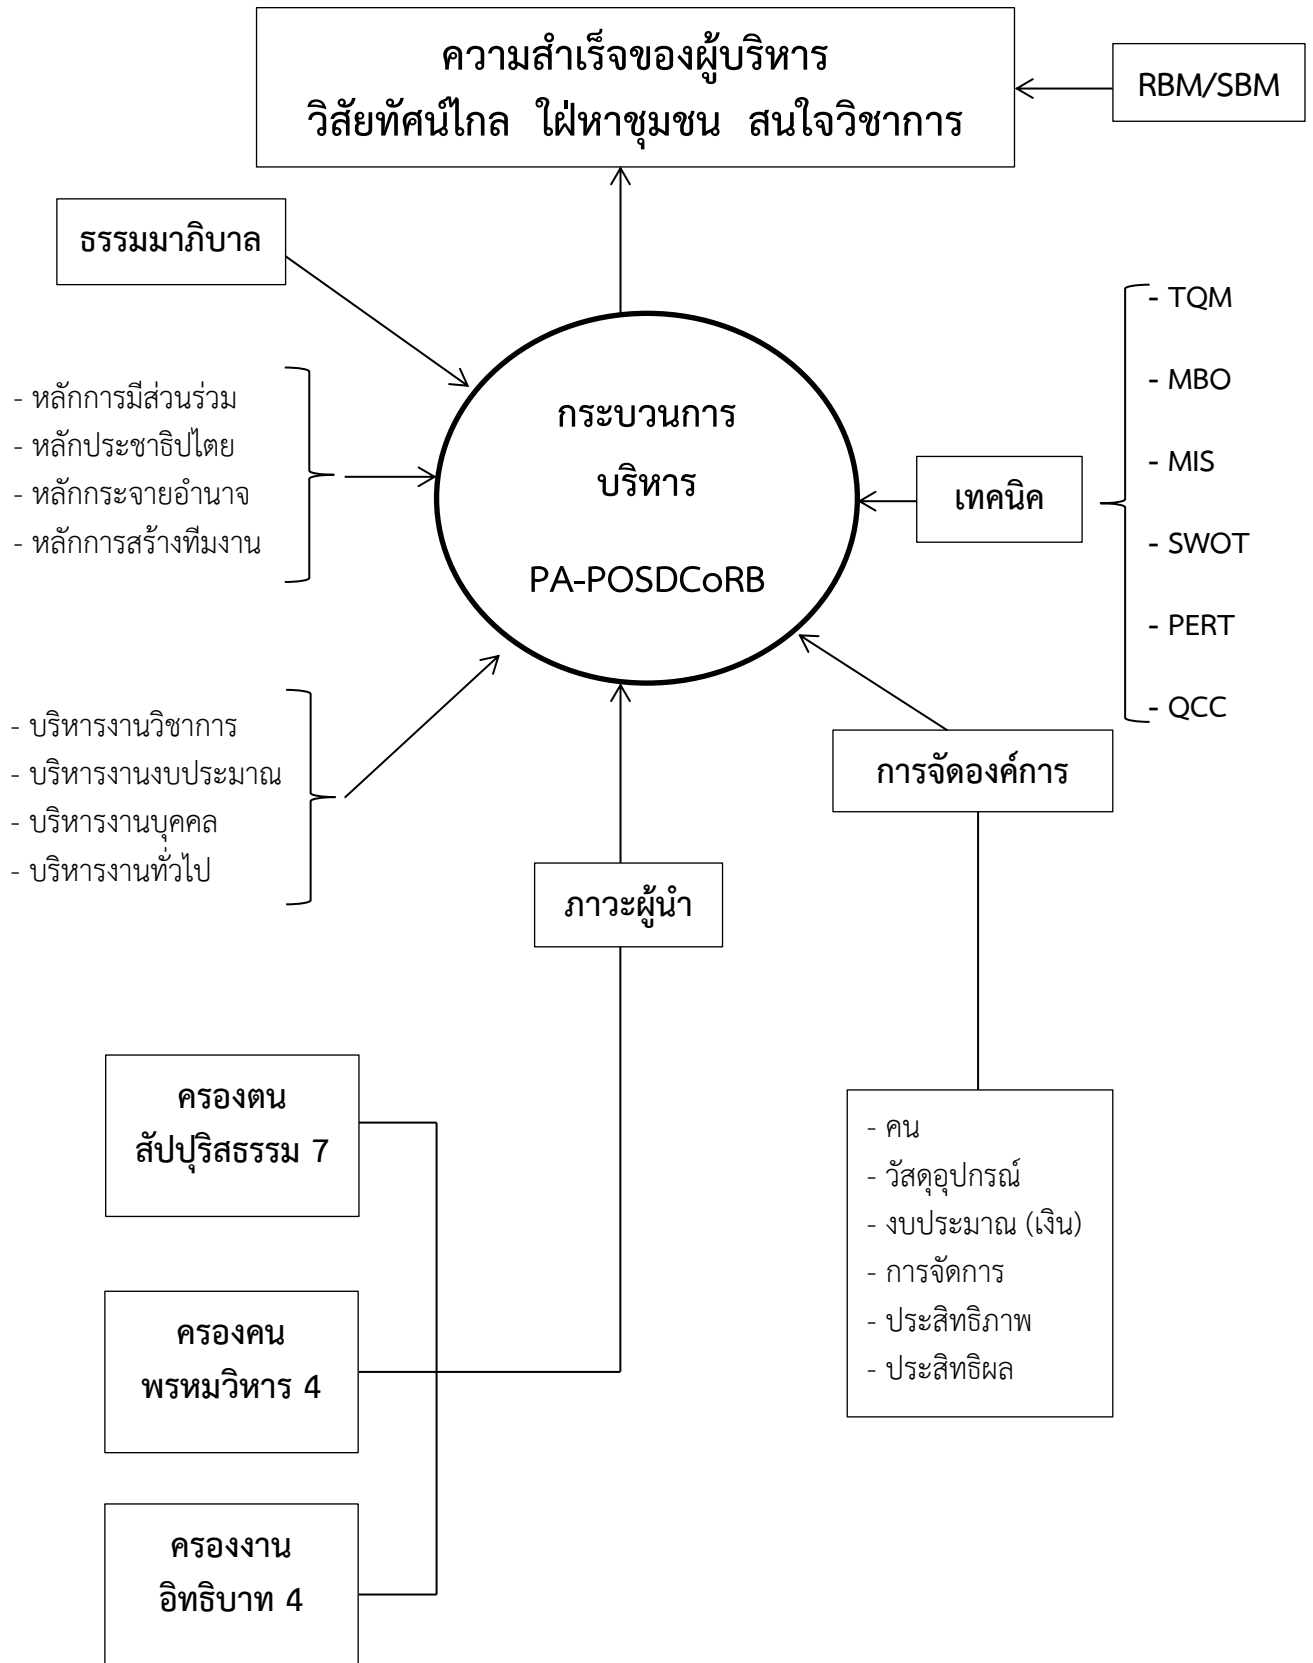 ความสำเร็จของผู้บริหาร
วิสัยทัศน์ไกล ใฝ่หาชุมชน สนใจวิชาการ
RBM/SBM
ธรรมมาภิบาล
- หลักการมีส่วนร่วม
- หลักประชาธิปไตย
- หลักกระจายอำนาจ
- หลักการสร้างทีมงาน
กระบวนการ
บริหาร
PA-POSDCoRB
เทคนิค
- TQM
- MBO
- MIS
- SWOT
- PERT
- QCC
- บริหารงานวิชาการ
- บริหารงานงบประมาณ
- บริหารงานบุคคล
- บริหารงานทั่วไป
ภาวะผู้นำ
การจัดองค์การ
ครองตน
สัปปุริสธรรม 7
ครองคน
พรหมวิหาร 4
ครองงาน
อิทธิบาท 4
- คน
- วัสดุอุปกรณ์
- งบประมาณ (เงิน)
- การจัดการ
- ประสิทธิภาพ
- ประสิทธิผล